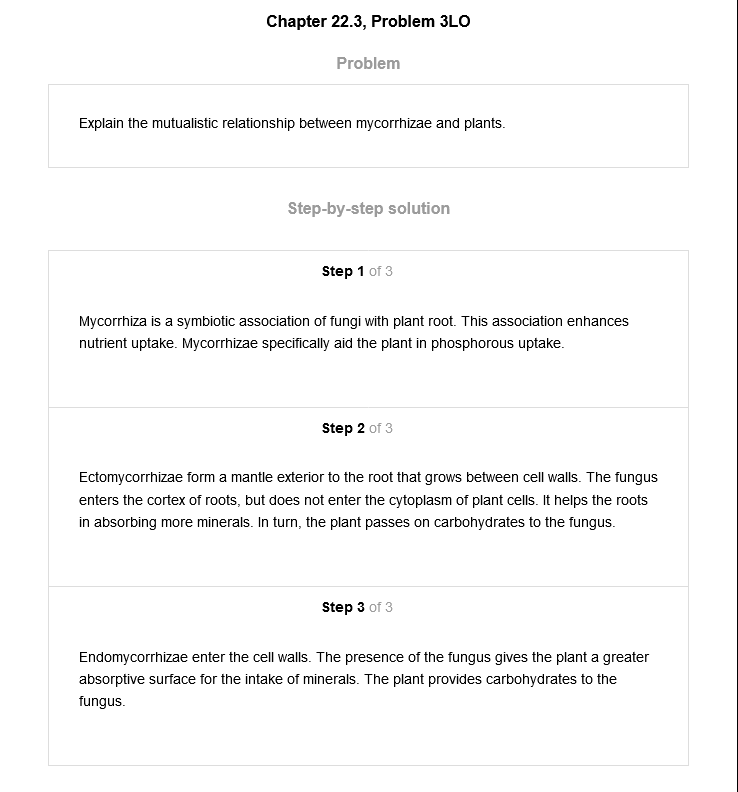 Chapter 22.3, Problem 3LO
Problem
Explain the mutualistic relationship between mycorrhizae and plants.
Step-by-step solution
Step 1 of 3
Mycorrhiza is a symbiotic association of fungi with plant root. This association enhances
nutrient uptake. Mycorrhizae specifically aid the plant in phosphorous uptake.
Step 2 of 3
Ectomycorrhizae form a mantle exterior to the root that grows between cell walls. The fungus
enters the cortex of roots, but does not enter the cytoplasm of plant cells. It helps the roots
in absorbing more minerals. In turn, the plant passes on carbohydrates to the fungus.
Step 3 of 3
Endomycorrhizae enter the cell walls. The presence of the fungus gives the plant a greater
absorptive surface for the intake of minerals. The plant provides carbohydrates to the
fungus.